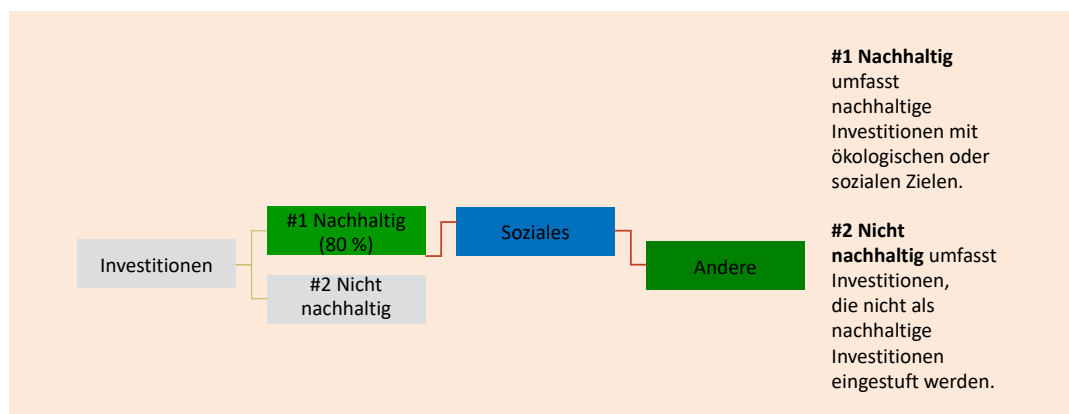 Investitionen
#1 Nachhaltig
(80 %)
#2 Nicht
nachhaltig
Soziales
Andere
#1 Nachhaltig
umfasst
nachhaltige
Investitionen mit
ökologischen oder
sozialen Zielen.
#2 Nicht
nachhaltig umfasst
Investitionen,
die nicht als
nachhaltige
Investitionen
eingestuft werden.